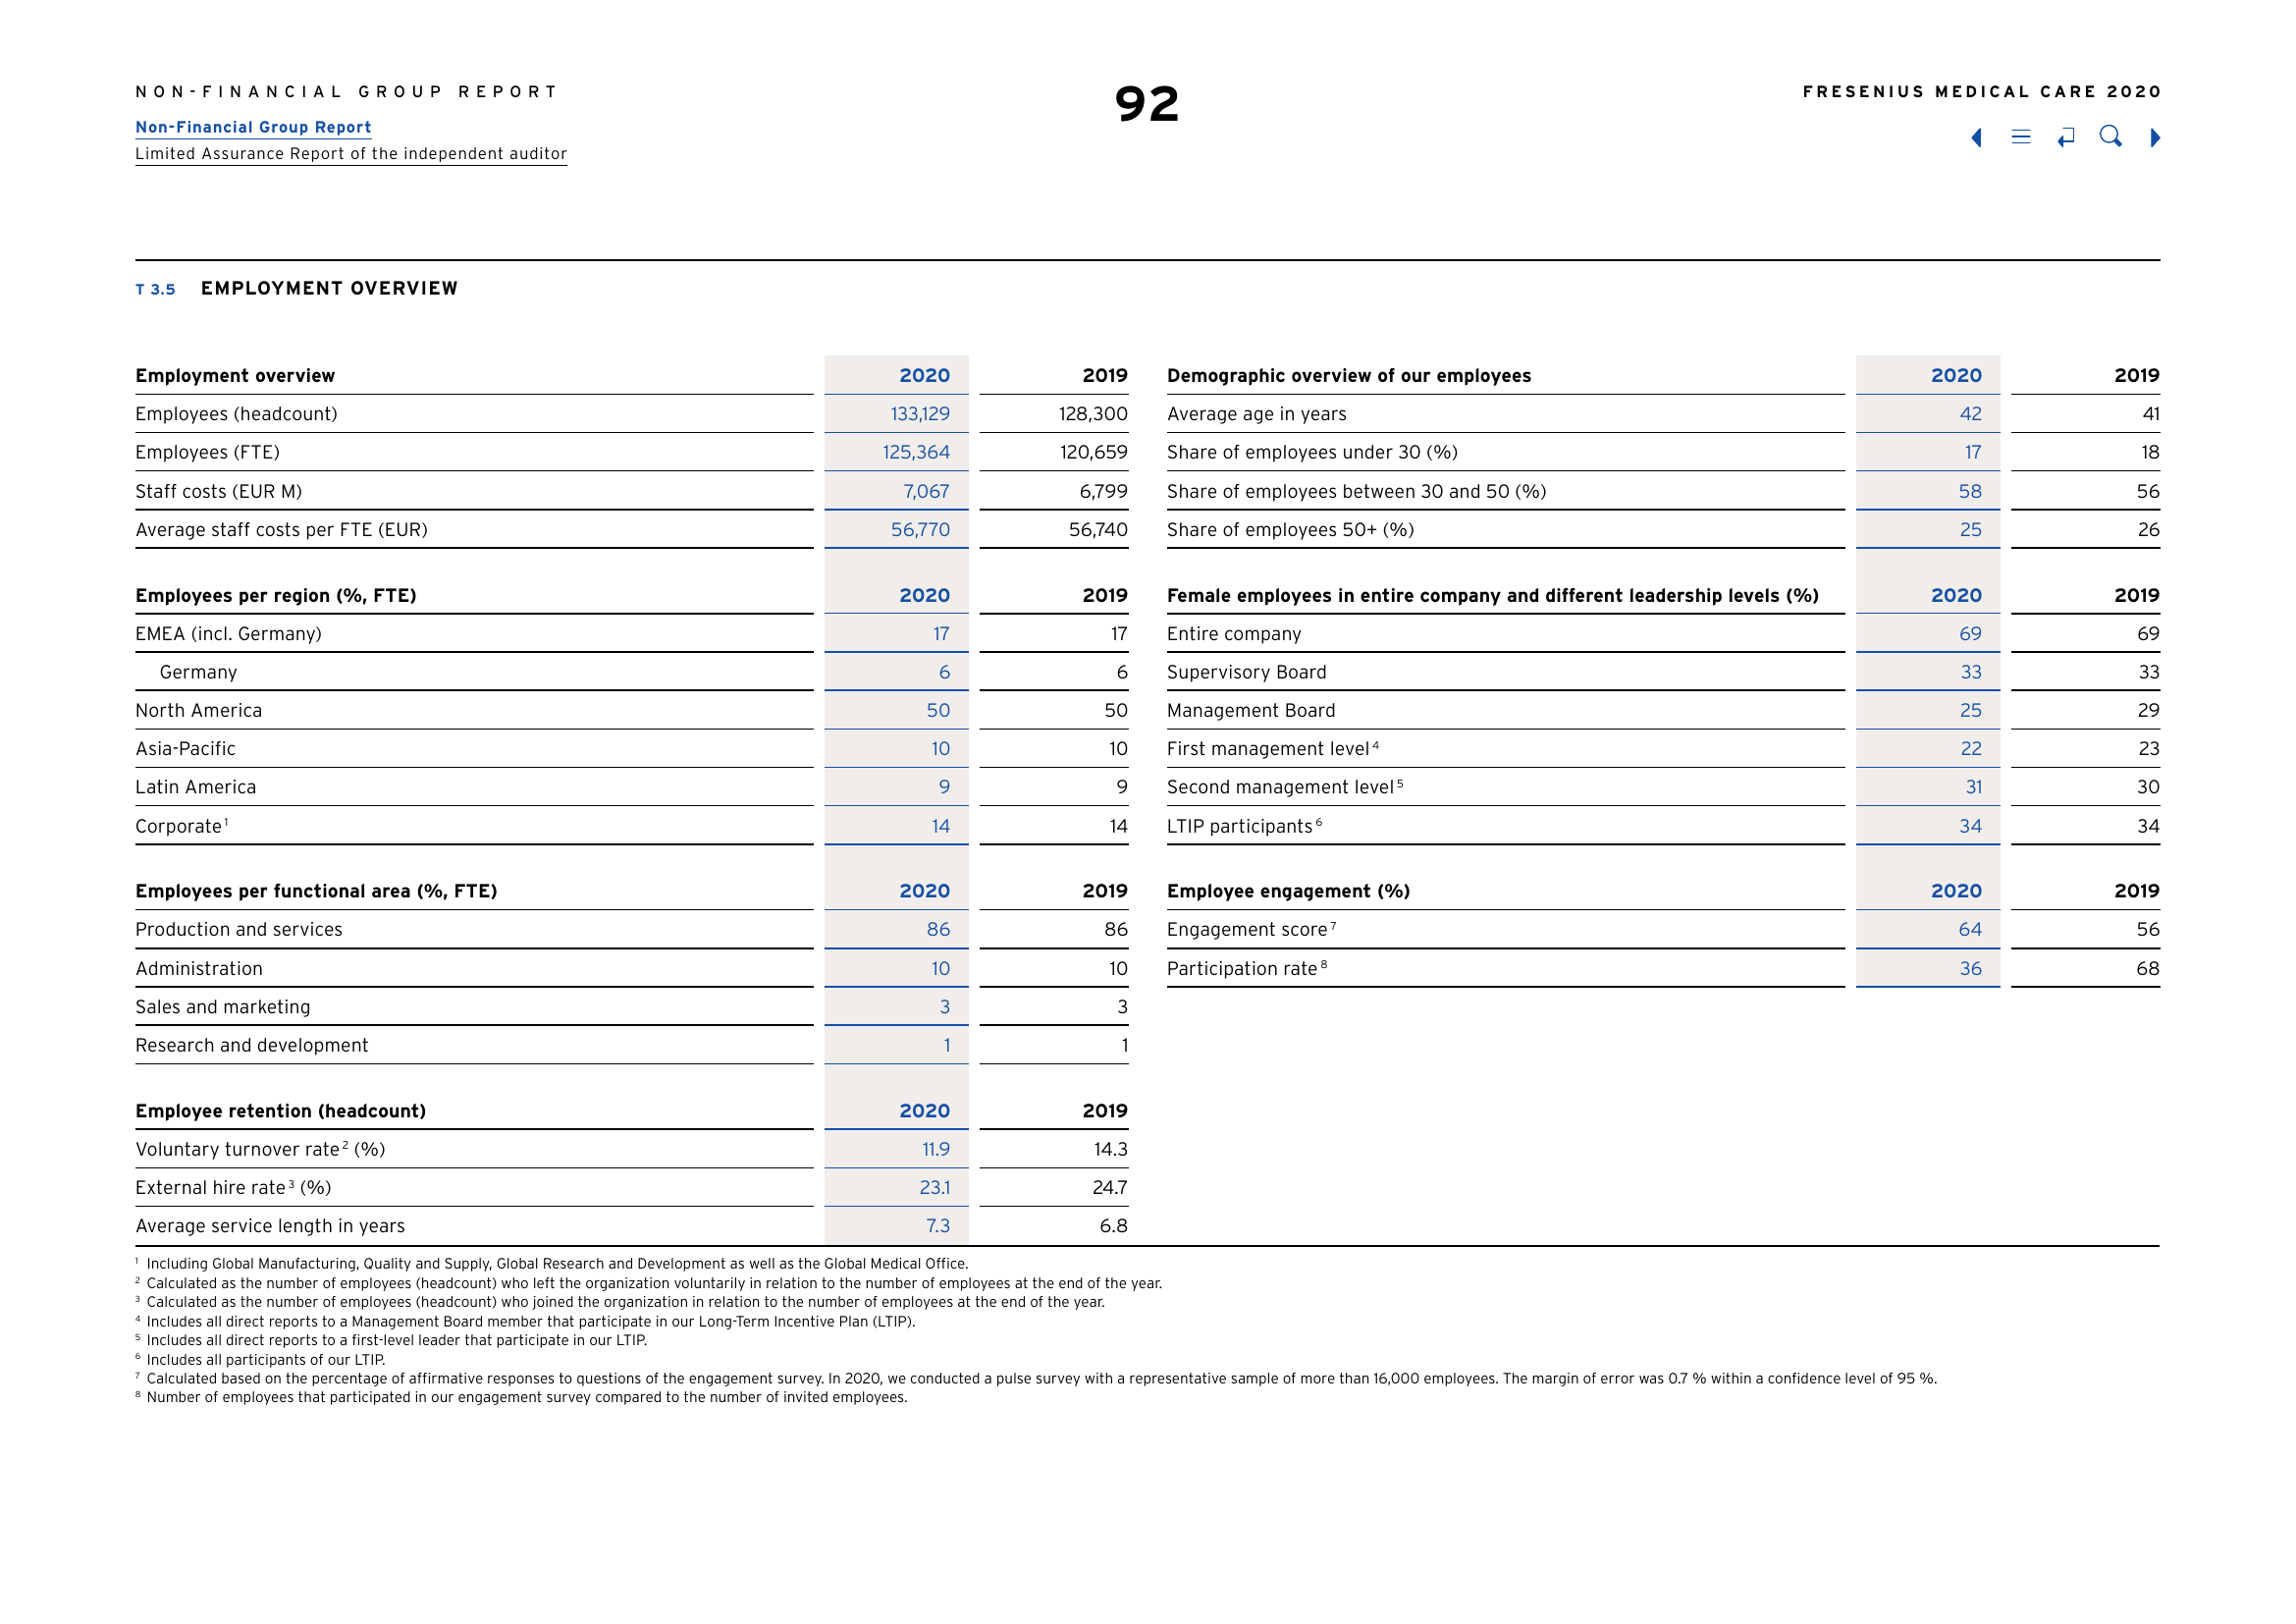 NON-FINANCIAL GROUP REPORT
Non-Financial Group Report
Limited Assurance Report of the independent auditor
92
FRESENIUS MEDICAL CARE 2020
T 3.5 EMPLOYMENT OVERVIEW
Employment overview 2020 2019
Employees (headcount) 133,129 128,300
Employees (FTE) 125,364 120,659
Staff costs (EUR M) 7,067 6,799
Average staff costs per FTE (EUR) 56,770 56,740
Employees per region (%, FTE) 2020 2019
EMEA (incl. Germany) 17 17
Germany 6 6
North America 50 50
Asia-Pacific 10 10
Latin America 9 9
Corporate 1 14 14
Employees per functional area (%, FTE) 2020 2019
Production and services 86 86
Administration 10 10
Sales and marketing 3 3
Research and development 1 1
Employee retention (headcount) 2020 2019
Voluntary turnover rate 2 (%) 11.9 14.3
External hire rate 3 (%) 23.1 24.7
Average service length in years 7.3 6.8
Demographic overview of our employees 2020 2019
Average age in years 42 41
Share of employees under 30 (%) 17 18
Share of employees between 30 and 50 (%) 58 56
Share of employees 50+ (%) 25 26
Female employees in entire company and different leadership levels (%) 2020 2019
Entire company 69 69
Supervisory Board 33 33
Management Board 25 29
First management level 4 22 23
Second management level 5 31 30
LTIP participants 6 34 34
Employee engagement (%) 2020 2019
Engagement score 7 64 56
Participation rate 8 36 68
1 Including Global Manufacturing, Quality and Supply, Global Research and Development as well as the Global Medical Office.
2 Calculated as the number of employees (headcount) who left the organization voluntarily in relation to the number of employees at the end of the year.
3 Calculated as the number of employees (headcount) who joined the organization in relation to the number of employees at the end of the year.
4 Includes all direct reports to a Management Board member that participate in our Long-Term Incentive Plan (LTIP).
5 Includes all direct reports to a first-level leader that participate in our LTIP.
6 Includes all participants of our LTIP.
7 Calculated based on the percentage of affirmative responses to questions of the engagement survey. In 2020, we conducted a pulse survey with a representative sample of more than 16,000 employees. The margin of error was 0.7 % within a confidence level of 95 %.
8 Number of employees that participated in our engagement survey compared to the number of invited employees.